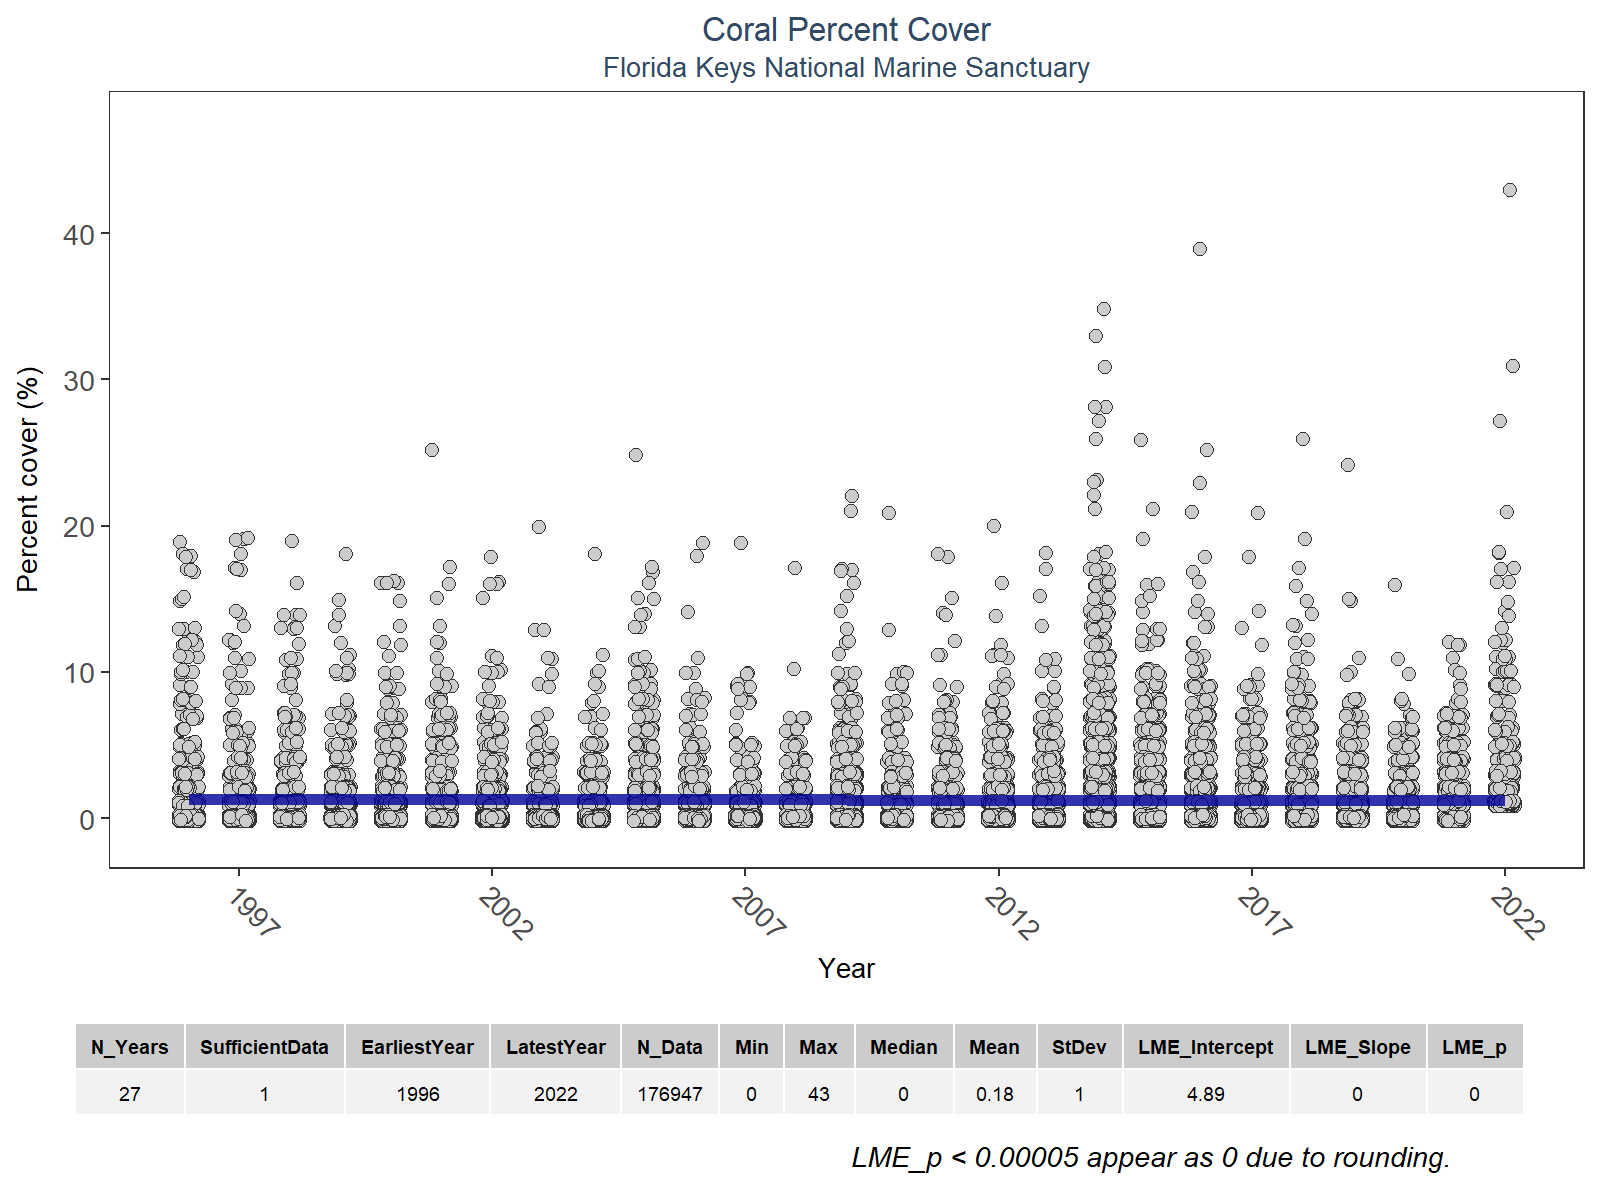 Coral Percent Cover
Florida Keys National Marine Sanctuary
Percent cover (%)
40
30
20
10
0
1997 2002 2007 2012 2017 2022
Year
N_Years SufficientData EarliestYear LatestYear N_Data Min Max Median Mean StDev LME_Intercept LME_Slope LME_p
27 1 1996 2022 176947 0 43 0 0.18 1 4.89 0 0
LME_p < 0.00005 appear as 0 due to rounding.